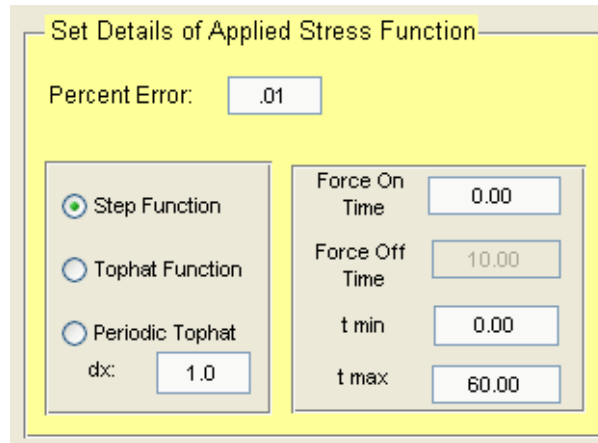 Set Details of Applied Stress Function
Percent Error: .01
Step Function
Tophat Function
Periodic Tophat
dx: 1.0
Force On
Time 0.00
Force Off
Time 10.00
t min 0.00
t max 60.00